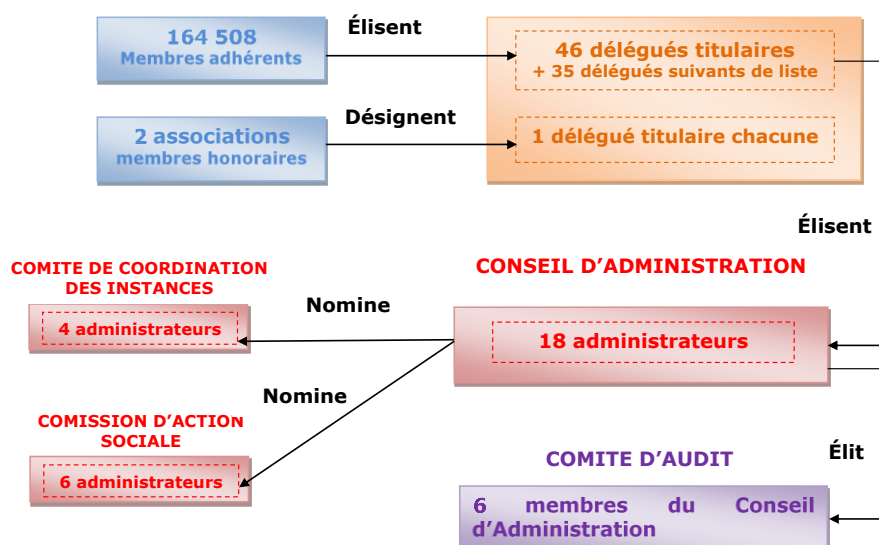 164 508
Membres adhérents
Élisent
46 délégués titulaires
+ 35 délégués suivants de liste
2 associations
membres honoraires
Désignent
1 délégué titulaire chacune
Élisent
COMITE DE COORDINATION
DES INSTANCES
4 administrateurs
Nomine
CONSEIL D’ADMINISTRATION
18 administrateurs
Nomine
COMISSION D’ACTION
SOCIALE
6 administrateurs
COMITE D’AUDIT
Élit
6 membres du Conseil
d’Administration